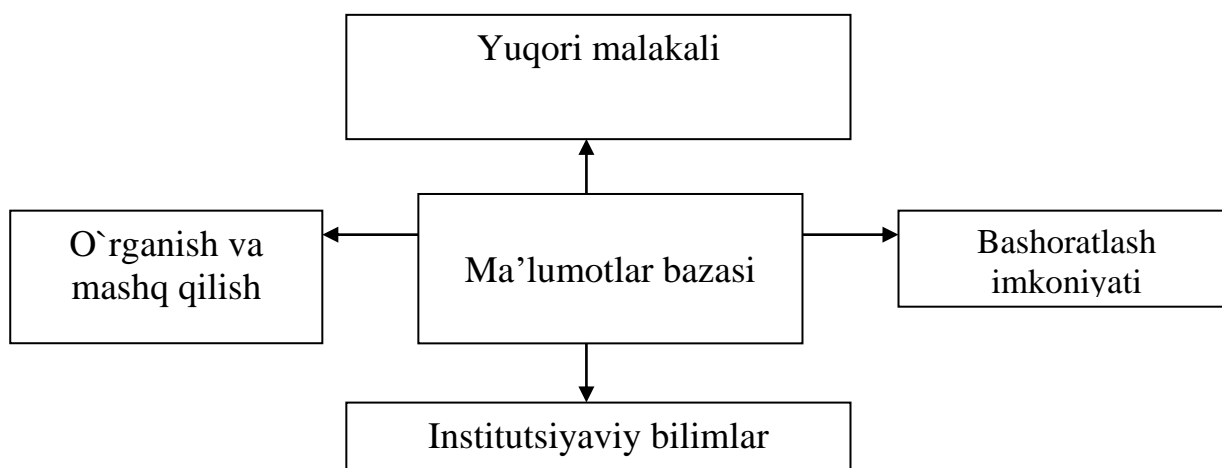 Yuqori malakali
O`rganish va
mashq qilish
Ma’lumotlar bazasi
Bashoratlash
imkoniyati
Institutsiyaviy bilimlar